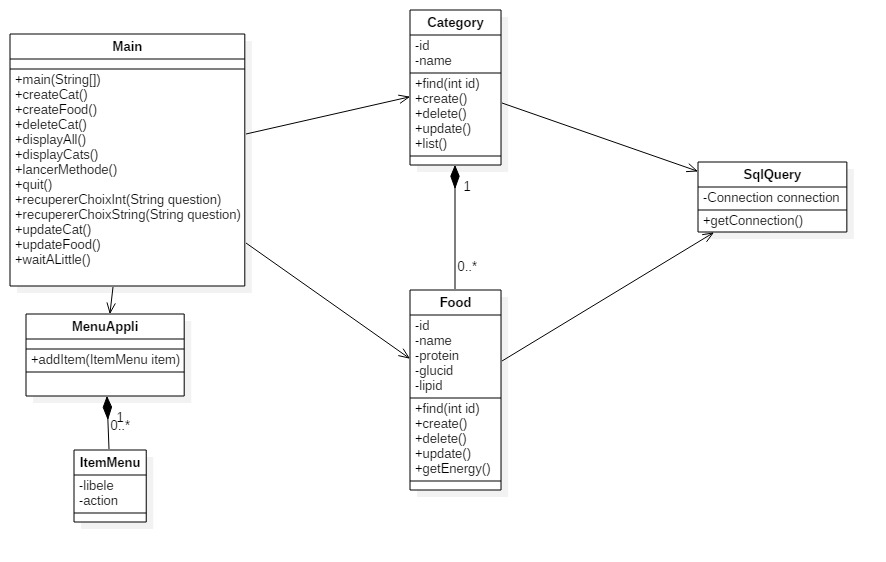 Main
+main(String[])
+createCat()
+createFood()
+deleteCat()
+displayAll()
+displayCats()
+lancerMethode()
+quit()
+recupererChoixInt(String question)
+recupererChoixString(String question)
+updateCat()
+updateFood()
+waitALittle()
Category
-id
-name
+find(int id)
+create()
+delete()
+update()
+list()
1
0..*
SqlQuery
-Connection connection
+getConnection()
Food
-id
-name
-protein
-glucid
-lipid
+find(int id)
+create()
+delete()
+update()
+getEnergy()
MenuAppli
+addItem(ItemMenu item)
1
0..*
ItemMenu
-libele
-action